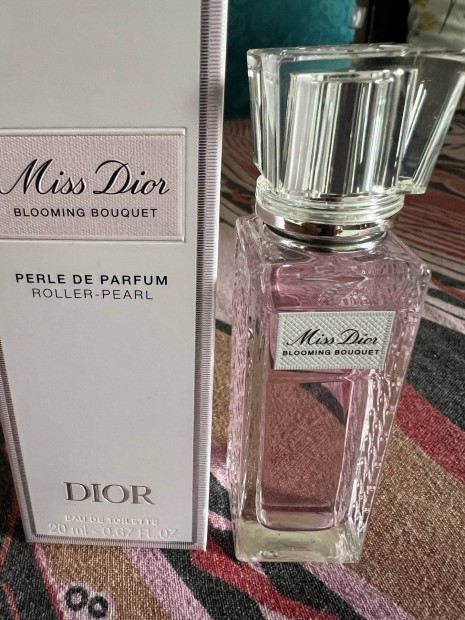 Miss Dior
BLOOMING BOUQUET
PERLE DE PARFUM
ROLLER-PEARL
DIOR
EAU DE TOILETTE
20 ml - 0.67 FL.OZ
Miss Dior
BLOOMING BOUQUET